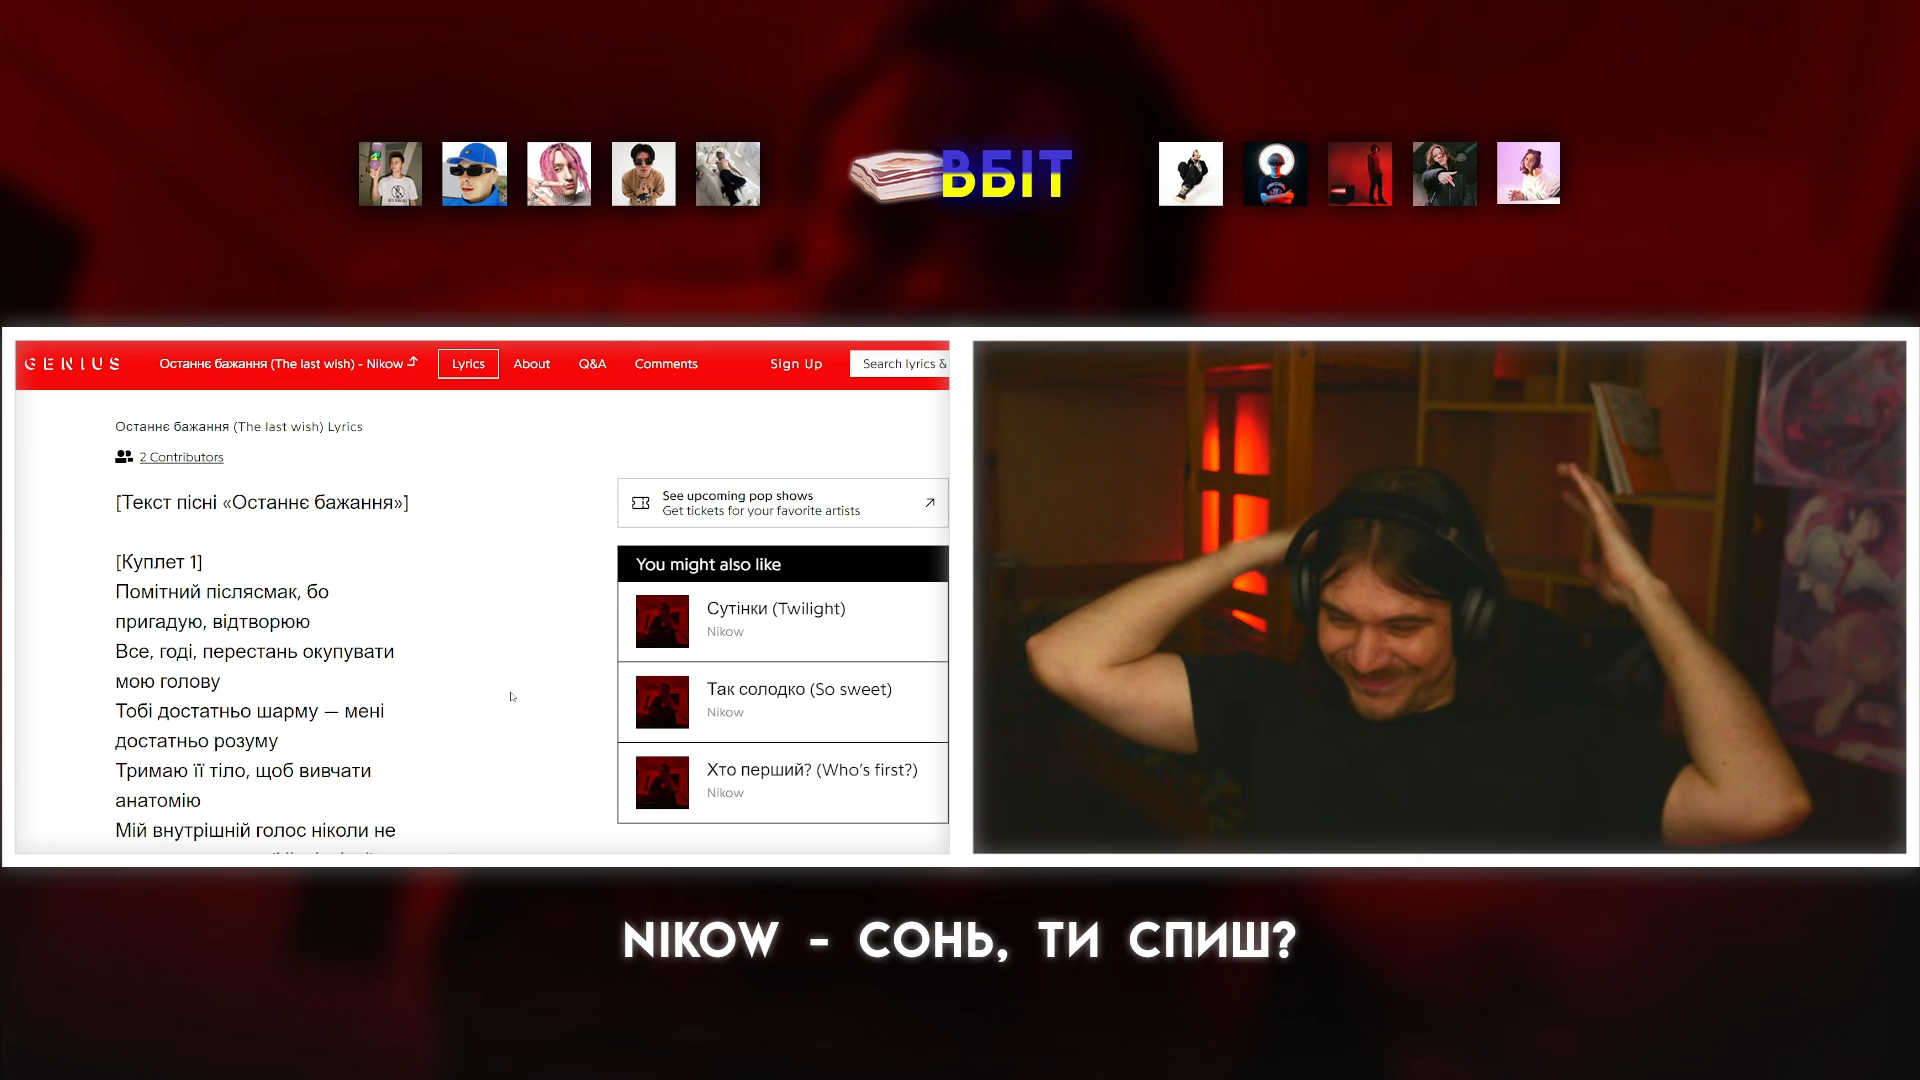 ВБІТ
GENIUS
Останнє бажання (The last wish) - Nikow
Lyrics
About
Q&A
Comments
Sign Up
Search lyrics &
Останнє бажання (The last wish) Lyrics
2 Contributors
[Текст пісні «Останнє бажання»]
[Куплет 1]
Помітний післясмак, бо
пригадую, відтворюю
Все, годі, перестань окупувати
мою голову
Тобі достатньо шарму — мені
достатньо розуму
Тримаю її тіло, щоб вивчати
анатомію
Мій внутрішній голос ніколи не
See upcoming pop shows
Get tickets for your favorite artists
You might also like
Сутінки (Twilight)
Nikow
Так солодко (So sweet)
Nikow
Хто перший? (Who's first?)
Nikow
NIKOW - СОНЬ, ТИ СПИШ?